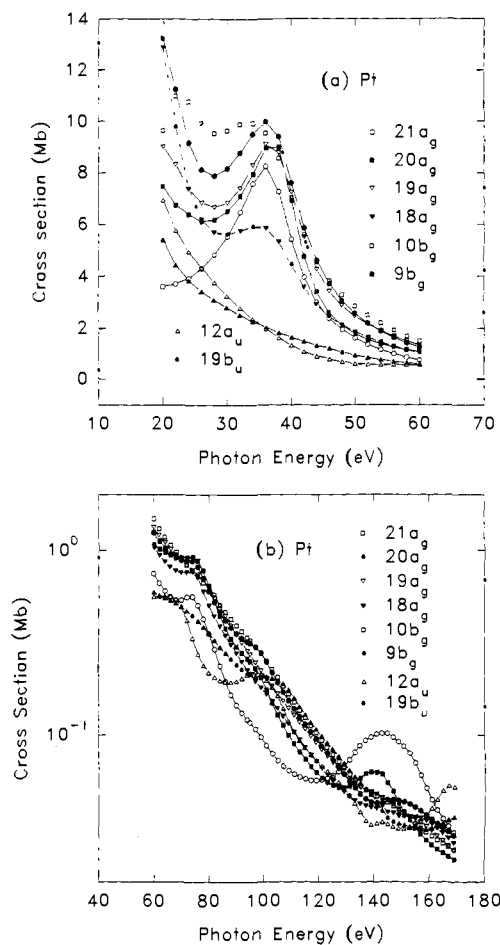 14
12
10
8
6
4
2
0
Cross section (Mb)
(a) Pt
21a_g
20a_g
19a_g
18a_g
10b_g
9b_g
12a_u
19b_u
10 20 30 40 50 60 70
Photon Energy (eV)
10^0
10^-1
Cross Section (Mb)
(b) Pt
21a_g
20a_g
19a_g
18a_g
10b_g
9b_g
12a_u
19b_u
40 60 80 100 120 140 160 180
Photon Energy (eV)